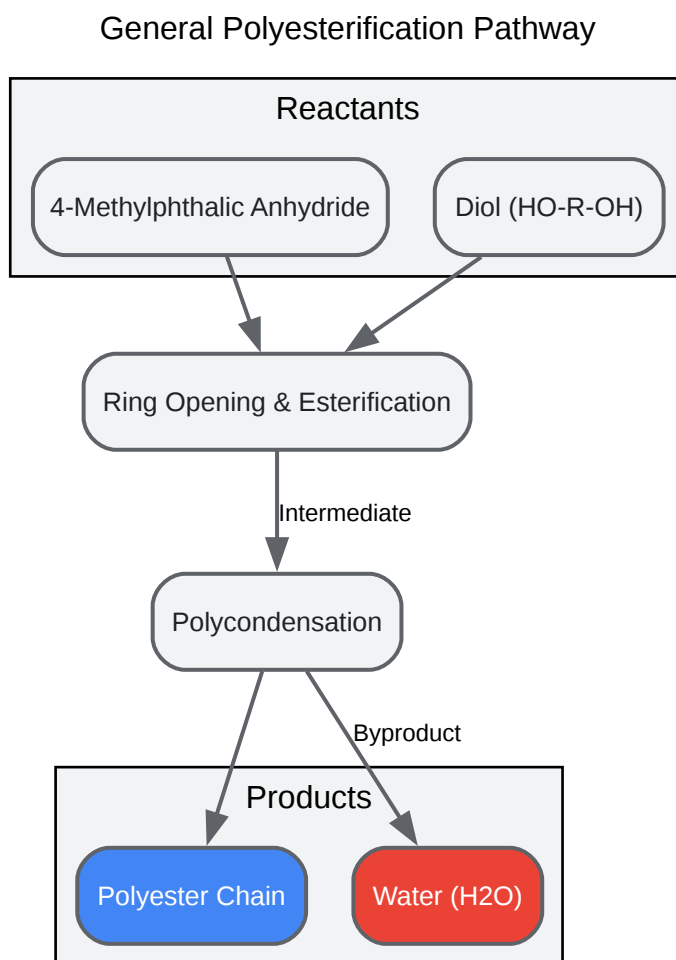 General Polyesterification Pathway
Reactants
4-Methylphthalic Anhydride
Diol (HO-R-OH)
Ring Opening & Esterification
Intermediate
Polycondensation
Byproduct
Products
Polyester Chain
Water (H2O)